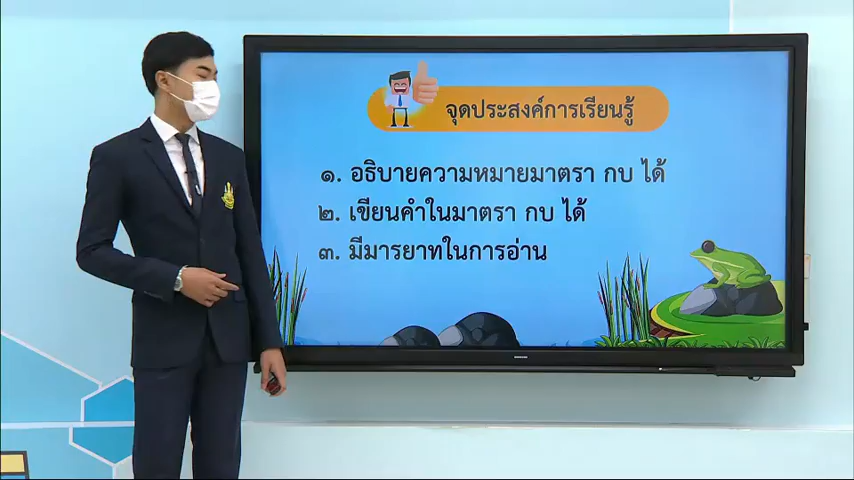 จุดประสงค์การเรียนรู้
๑. อธิบายความหมายมาตรา กบ ได้
๒. เขียนคำในมาตรา กบ ได้
๓. มีมารยาทในการอ่าน
SAMSUNG